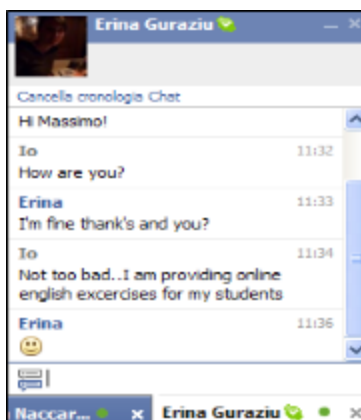 Erina Guraziu
Cancella cronologia Chat
Hi Massimo!
Io 11:32
How are you?
Erina 11:33
I'm fine thank's and you?
Io 11:34
Not too bad..I am providing online
english excercises for my students
Erina 11:36
Naccar... Erina Guraziu